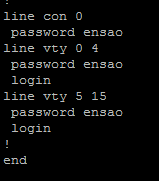 !
line con 0
 password ensao
line vty 0 4
 password ensao
 login
line vty 5 15
 password ensao
 login
!
end